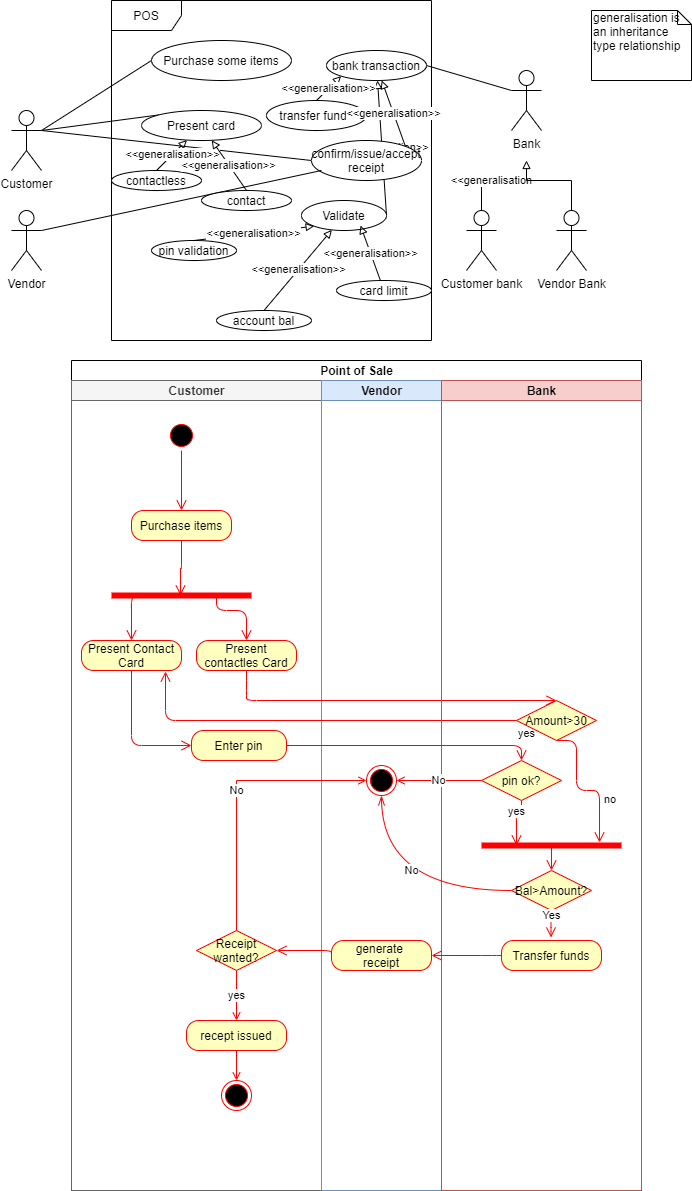 POS
generalisation is
an inheritance
type relationship
Purchase some items
bank transaction
<<generalisation>>
transfer fund
<<generalisation>>
Present card
Bank
<<generalisation>>
confirm/issue/accept
receipt
<<generalisation>>
Customer
contactless
contact
<<generalisation
Validate
<<generalisation>>
pin validation
<<generalisation>>
<<generalisation>>
Vendor
card limit
Customer bank
Vendor Bank
account bal
Point of Sale
Customer
Vendor
Bank
Purchase items
Present Contact
Card
Present
contactles Card
Amount>30
yes
Enter pin
pin ok?
No
No
no
yes
No
Bal>Amount?
Yes
Receipt
wanted?
generate
receipt
Transfer funds
yes
recept issued